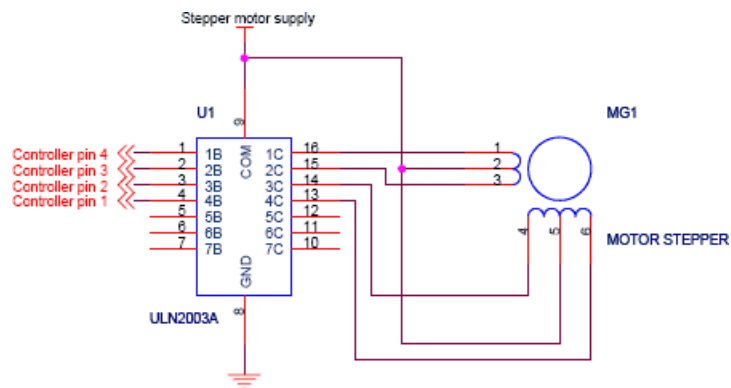 Stepper motor supply
U1
MG1
9
Controller pin 4 1 1B COM 1C 16 1
Controller pin 3 2 2B 2C 15 2
Controller pin 2 3 3B 3C 14 3
Controller pin 1 4 4B 4C 13
5 5B 5C 12
6 6B 6C 11
7 7B 7C 10
4 5 6
MOTOR STEPPER
GND
ULN2003A
8